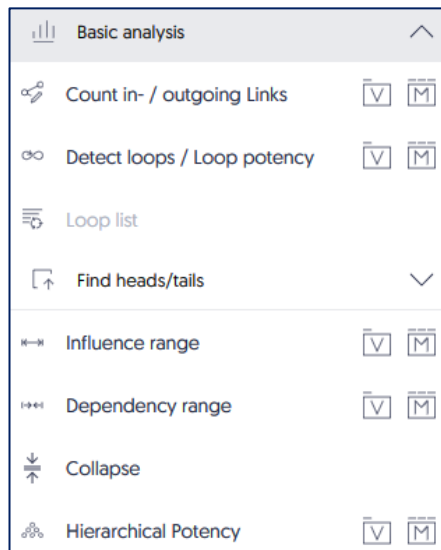 Basic analysis
Count in- / outgoing Links V M
Detect loops / Loop potency V M
Loop list
Find heads/tails
Influence range V M
Dependency range V M
Collapse
Hierarchical Potency V M